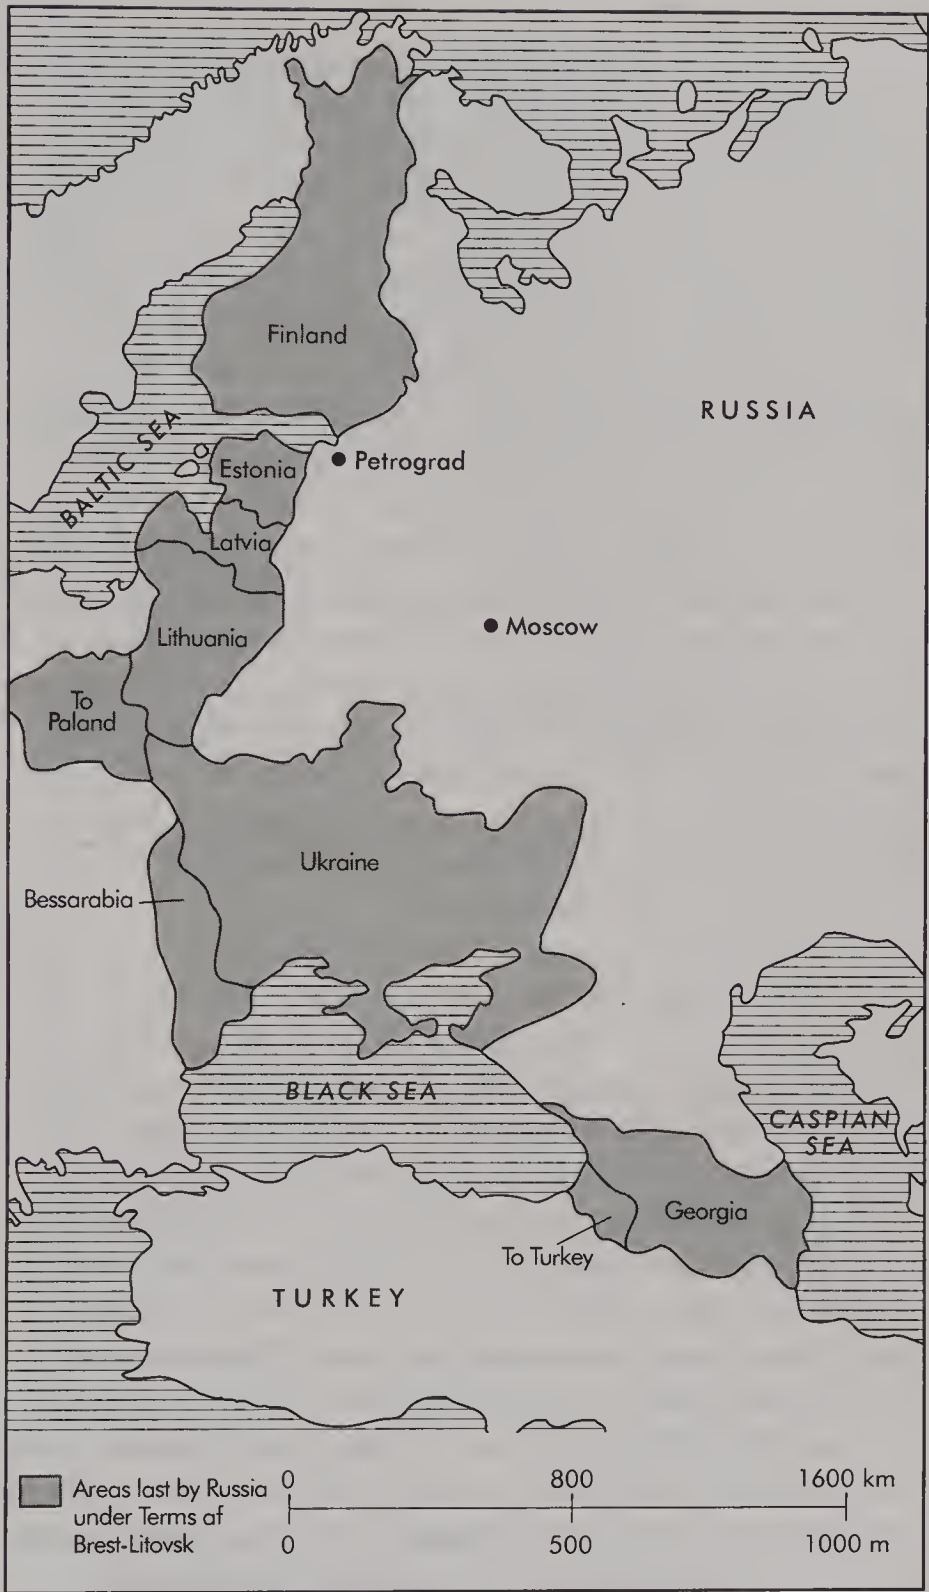 Finland
RUSSIA
BALTIC SEA
Estonia
Petrograd
Latvia
Lithuania
Moscow
To
Paland
Ukraine
Bessarabia
BLACK SEA
CASPIAN
SEA
Georgia
To Turkey
TURKEY
Areas last by Russia
under Terms af
Brest-Litovsk
0 800 1600 km
0 500 1000 m